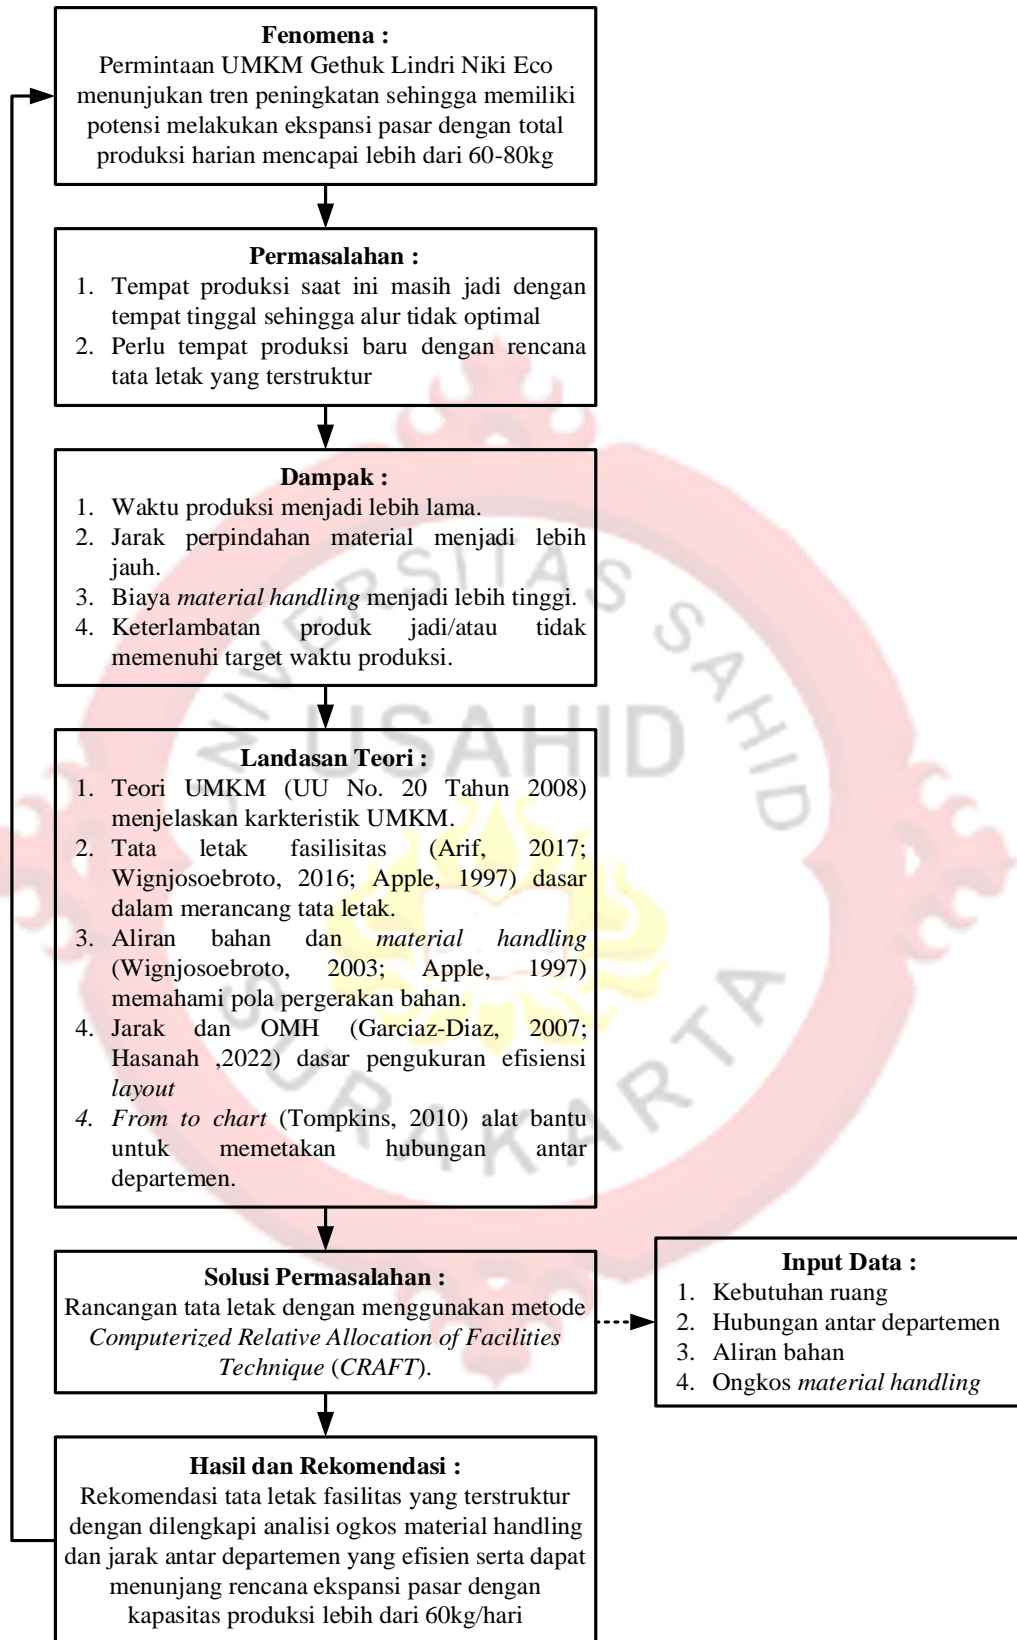 Fenomena :
Permintaan UMKM Gethuk Lindri Niki Eco
menunjukan tren peningkatan sehingga memiliki
potensi melakukan ekspansi pasar dengan total
produksi harian mencapai lebih dari 60-80kg
Permasalahan :
1. Tempat produksi saat ini masih jadi dengan
tempat tinggal sehingga alur tidak optimal
2. Perlu tempat produksi baru dengan rencana
tata letak yang terstruktur
Dampak :
1. Waktu produksi menjadi lebih lama.
2. Jarak perpindahan material menjadi lebih
jauh.
3. Biaya material handling menjadi lebih tinggi.
4. Keterlambatan produk jadi/atau tidak
memenuhi target waktu produksi.
Landasan Teori :
1. Teori UMKM (UU No. 20 Tahun 2008)
menjelaskan karkteristik UMKM.
2. Tata letak fasilisitas (Arif, 2017;
Wignjosoebroto, 2016; Apple, 1997) dasar
dalam merancang tata letak.
3. Aliran bahan dan material handling
(Wignjosoebroto, 2003; Apple, 1997)
memahami pola pergerakan bahan.
4. Jarak dan OMH (Garciaz-Diaz, 2007;
Hasanah ,2022) dasar pengukuran efisiensi
layout
4. From to chart (Tompkins, 2010) alat bantu
untuk memetakan hubungan antar
departemen.
Solusi Permasalahan :
Rancangan tata letak dengan menggunakan metode
Computerized Relative Allocation of Facilities
Technique (CRAFT).
Input Data :
1. Kebutuhan ruang
2. Hubungan antar departemen
3. Aliran bahan
4. Ongkos material handling
Hasil dan Rekomendasi :
Rekomendasi tata letak fasilitas yang terstruktur
dengan dilengkapi analisi ogkos material handling
dan jarak antar departemen yang efisien serta dapat
menunjang rencana ekspansi pasar dengan
kapasitas produksi lebih dari 60kg/hari
UNIVERSITAS SAHID
USAHID
SURAKARTA